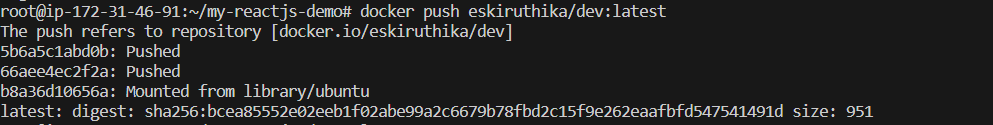 root@ip-172-31-46-91:~/my-reactjs-demo# docker push eskiruthika/dev:latest
The push refers to repository [docker.io/eskiruthika/dev]
5b6a5c1abd0b: Pushed
66aee4ec2f2a: Pushed
b8a36d10656a: Mounted from library/ubuntu
latest: digest: sha256:bcea85552e02eeb1f02abe99a2c6679b78fbd2c15f9e262eaafbfd547541491d size: 951